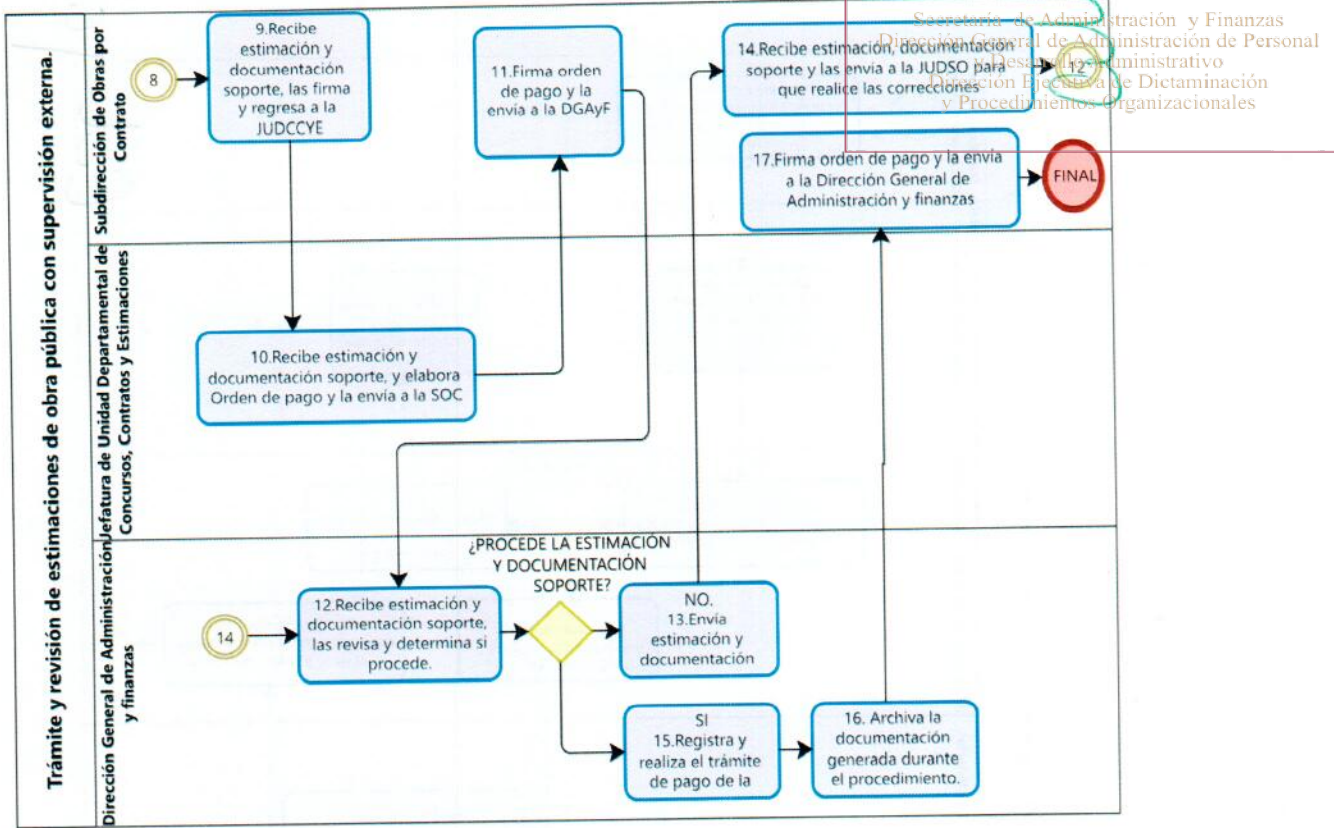 Trámite y revisión de estimaciones de obra pública con supervisión externa.
Subdirección de Obras por
Contrato
8
9.Recibe
estimación y
documentación
soporte, las firma
y regresa a la
JUDCCYE
11.Firma orden
de pago y la
envía a la DGAyF
14.Recibe estimación, documentación
soporte y las envia a la JUDSO para
que realice las correcciones
12
Secretaría de Administración y Finanzas
Dirección General de Administración de Personal
y Desarrollo Administrativo
Dirección Ejecutiva de Dictaminación
y Procedimientos Organizacionales
17.Firma orden de pago y la envía
a la Dirección General de
Administración y finanzas
FINAL
Jefatura de Unidad Departamental de
Concursos, Contratos y Estimaciones
10.Recibe estimación y
documentación soporte, y elabora
Orden de pago y la envía a la SOC
Dirección General de Administración
y finanzas
14
12.Recibe estimación y
documentación soporte,
las revisa y determina si
procede.
¿PROCEDE LA ESTIMACIÓN
Y DOCUMENTACIÓN
SOPORTE?
NO.
13.Envía
estimación y
documentación
SI
15.Registra y
realiza el trámite
de pago de la
16. Archiva la
documentación
generada durante
el procedimiento.